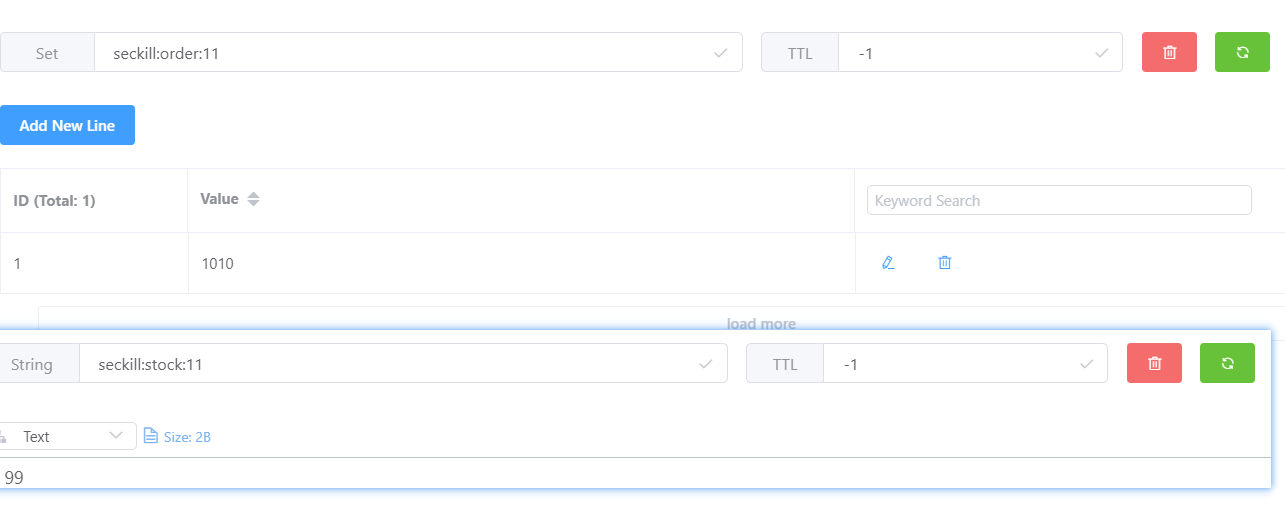 Set seckill:order:11 TTL -1
Add New Line
ID (Total: 1) Value Keyword Search
1 1010
load more
String seckill:stock:11 TTL -1
Text Size: 2B
99